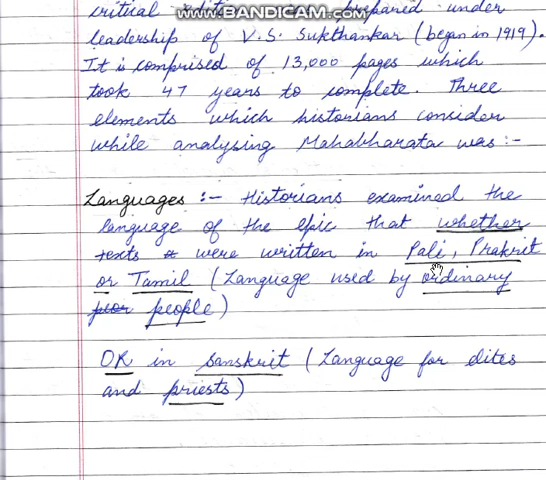 WWW.BANDICAM.COM
critical prepared under
leadership of V.S. Sukthankar (began in 1919).
It is comprised of 13,000 pages which
took 47 years to complete. Three
elements which historians consider
while analysing Mahabharata was :-
Languages :- Historians examined the
language of the epic that whether
texts were written in Pali, Prakrit
or Tamil (Language used by ordinary
people)
OR in sanskrit (Language for elites
and priests)